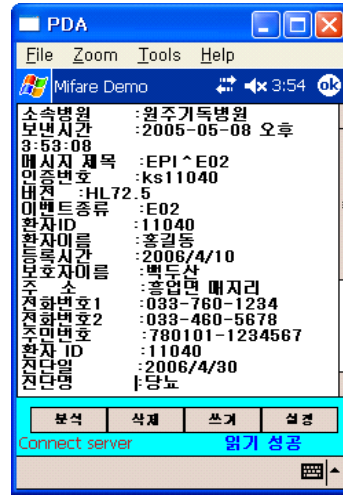 PDA
File Zoom Tools Help
Mifare Demo 3:54 ok
소속병원 :원주기독병원
보낸시간 :2005-05-08 오후
3:53:08
메시지 제목 :EPI^E02
인증번호 :ks11040
버전 :HL72.5
이벤트종류 :E02
환자ID :11040
환자이름 :홍길동
등록시간 :2006/4/10
보호자이름 :백두산
주 소 :흥업면 매지리
전화번호1 :033-760-1234
전화번호2 :033-460-5678
주민번호 :780101-1234567
환자 ID :11040
진단일 :2006/4/30
진단명 :당뇨
분석 삭제 쓰기 설정
Connect server 읽기 성공